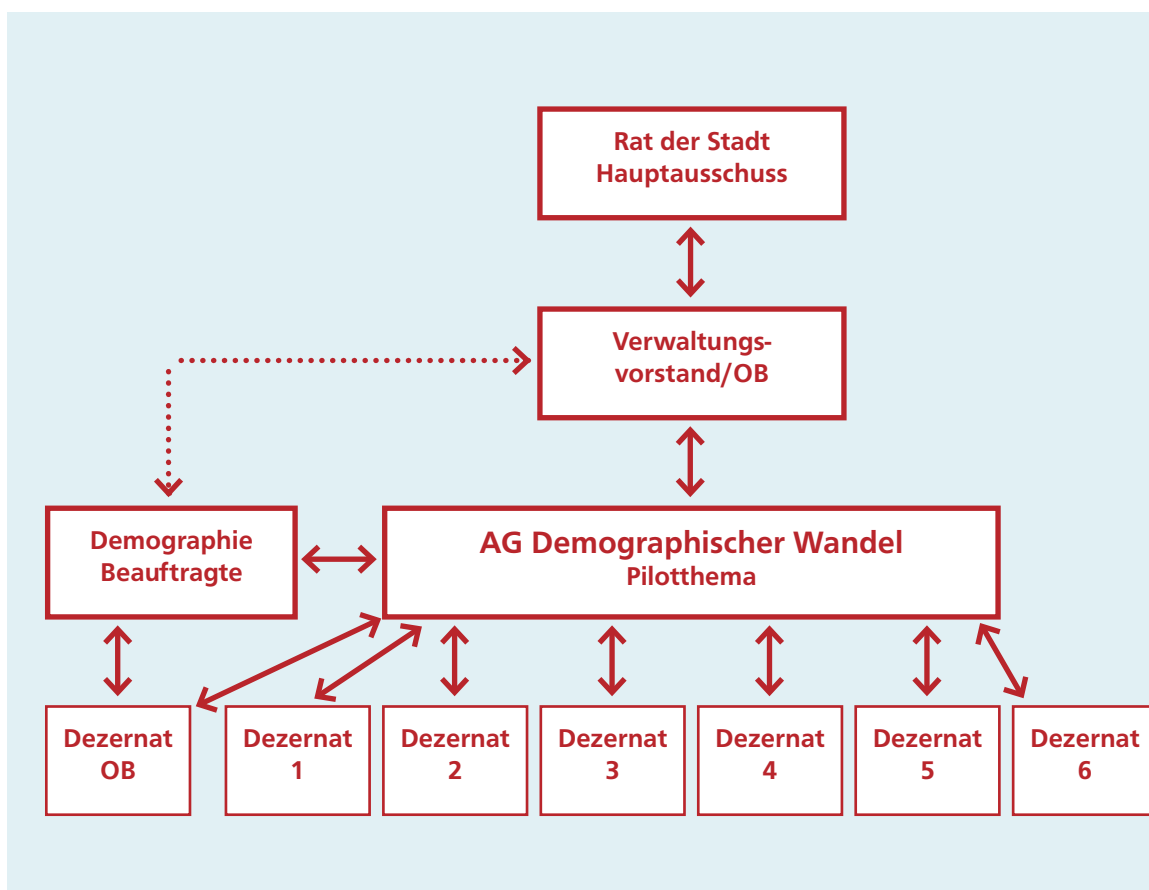 Rat der Stadt
Hauptausschuss
Verwaltungs-
vorstand/OB
Demographie
Beauftragte
AG Demographischer Wandel
Pilotthema
Dezernat
OB
Dezernat
1
Dezernat
2
Dezernat
3
Dezernat
4
Dezernat
5
Dezernat
6